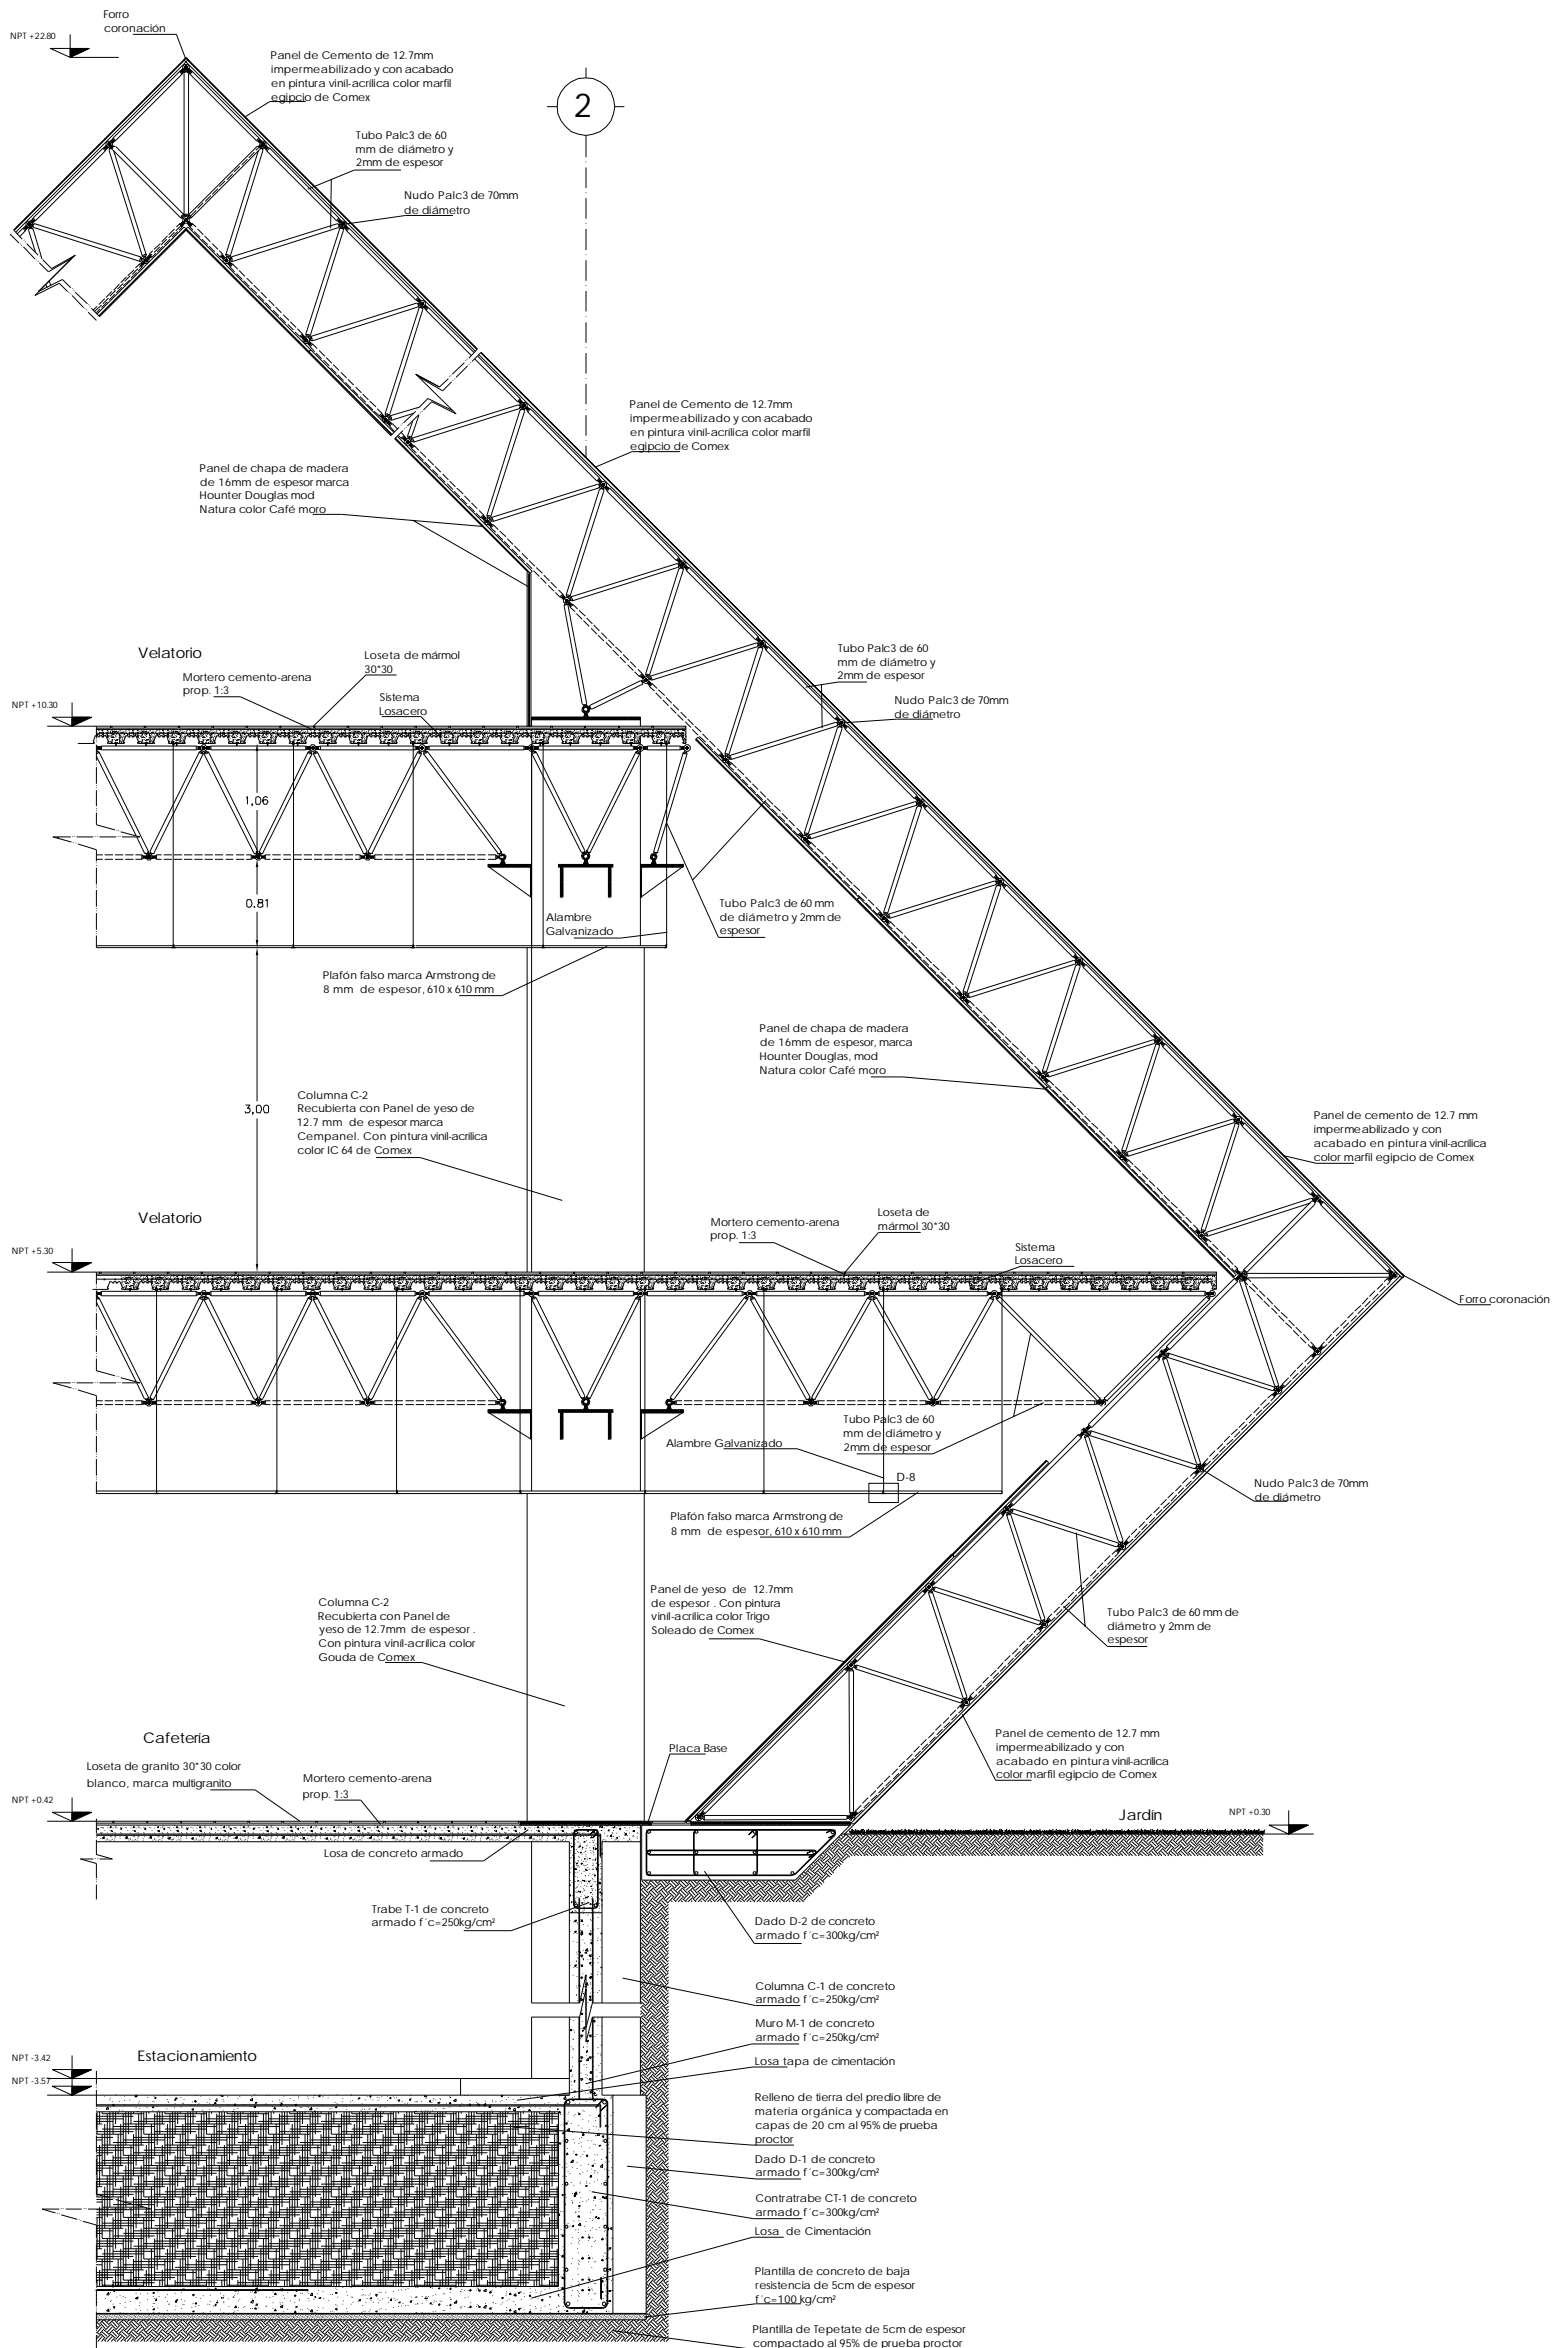 Forro
coronación
NPT +22.80
Panel de Cemento de 12.7mm
impermeabilizado y con acabado
en pintura vinil-acrílica color marfil
egipcio de Comex
2
Tubo Palc3 de 60
mm de diámetro y
2mm de espesor
Nudo Palc3 de 70mm
de diámetro
Panel de Cemento de 12.7mm
impermeabilizado y con acabado
en pintura vinil-acrílica color marfil
egipcio de Comex
Panel de chapa de madera
de 16mm de espesor marca
Hounter Douglas mod
Natura color Café moro
Velatorio
Loseta de mármol
30*30
Mortero cemento-arena
prop. 1:3
Sistema
Losacero
NPT +10.30
Tubo Palc3 de 60
mm de diámetro y
2mm de espesor
Nudo Palc3 de 70mm
de diámetro
1,06
0.81
Alambre
Galvanizado
Tubo Palc3 de 60 mm
de diámetro y 2mm de
espesor
Plafón falso marca Armstrong de
8 mm de espesor, 610 x 610 mm
Panel de chapa de madera
de 16mm de espesor, marca
Hounter Douglas, mod
Natura color Café moro
3,00
Columna C-2
Recubierta con Panel de yeso de
12.7 mm de espesor marca
Cempanel. Con pintura vinil-acrílica
color IC 64 de Comex
Panel de cemento de 12.7 mm
impermeabilizado y con
acabado en pintura vinil-acrílica
color marfil egipcio de Comex
Velatorio
Mortero cemento-arena
prop. 1:3
Loseta de
mármol 30*30
Sistema
Losacero
NPT +5.30
Forro coronación
Tubo Palc3 de 60
mm de diámetro y
2mm de espesor
Alambre Galvanizado
D-8
Nudo Palc3 de 70mm
de diámetro
Plafón falso marca Armstrong de
8 mm de espesor, 610 x 610 mm
Columna C-2
Recubierta con Panel de
yeso de 12.7mm de espesor .
Con pintura vinil-acrílica color
Gouda de Comex
Panel de yeso de 12.7mm
de espesor . Con pintura
vinil-acrílica color Trigo
Soleado de Comex
Tubo Palc3 de 60 mm de
diámetro y 2mm de
espesor
Cafetería
Placa Base
Panel de cemento de 12.7 mm
impermeabilizado y con
acabado en pintura vinil-acrílica
color marfil egipcio de Comex
Loseta de granito 30*30 color
blanco, marca multigranito
Mortero cemento-arena
prop. 1:3
NPT +0.42
Jardín
NPT +0.30
Losa de concreto armado
Trabe T-1 de concreto
armado f´c=250kg/cm²
Dado D-2 de concreto
armado f´c=300kg/cm²
Columna C-1 de concreto
armado f´c=250kg/cm²
Muro M-1 de concreto
armado f´c=250kg/cm²
Estacionamiento
NPT -3.42
NPT -3.57
Losa tapa de cimentación
Relleno de tierra del predio libre de
materia orgánica y compactada en
capas de 20 cm al 95% de prueba
proctor
Dado D-1 de concreto
armado f´c=300kg/cm²
Contratrabe CT-1 de concreto
armado f´c=300kg/cm²
Losa de Cimentación
Plantilla de concreto de baja
resistencia de 5cm de espesor
f´c=100 kg/cm²
Plantilla de Tepetate de 5cm de espesor
compactado al 95% de prueba proctor